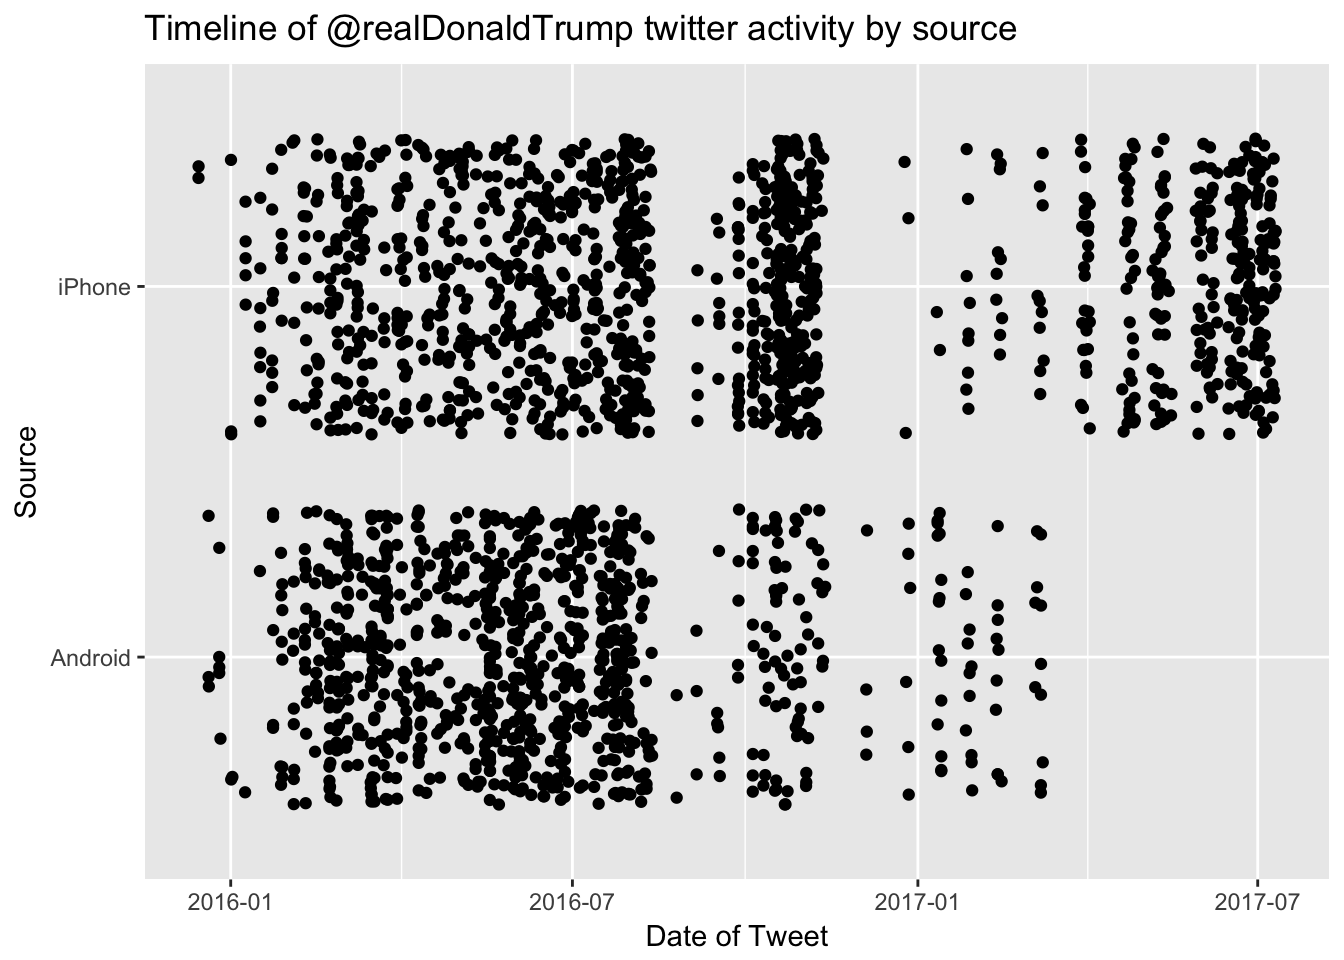 Timeline of @realDonaldTrump twitter activity by source
Source
iPhone
Android
2016-01
2016-07
2017-01
2017-07
Date of Tweet